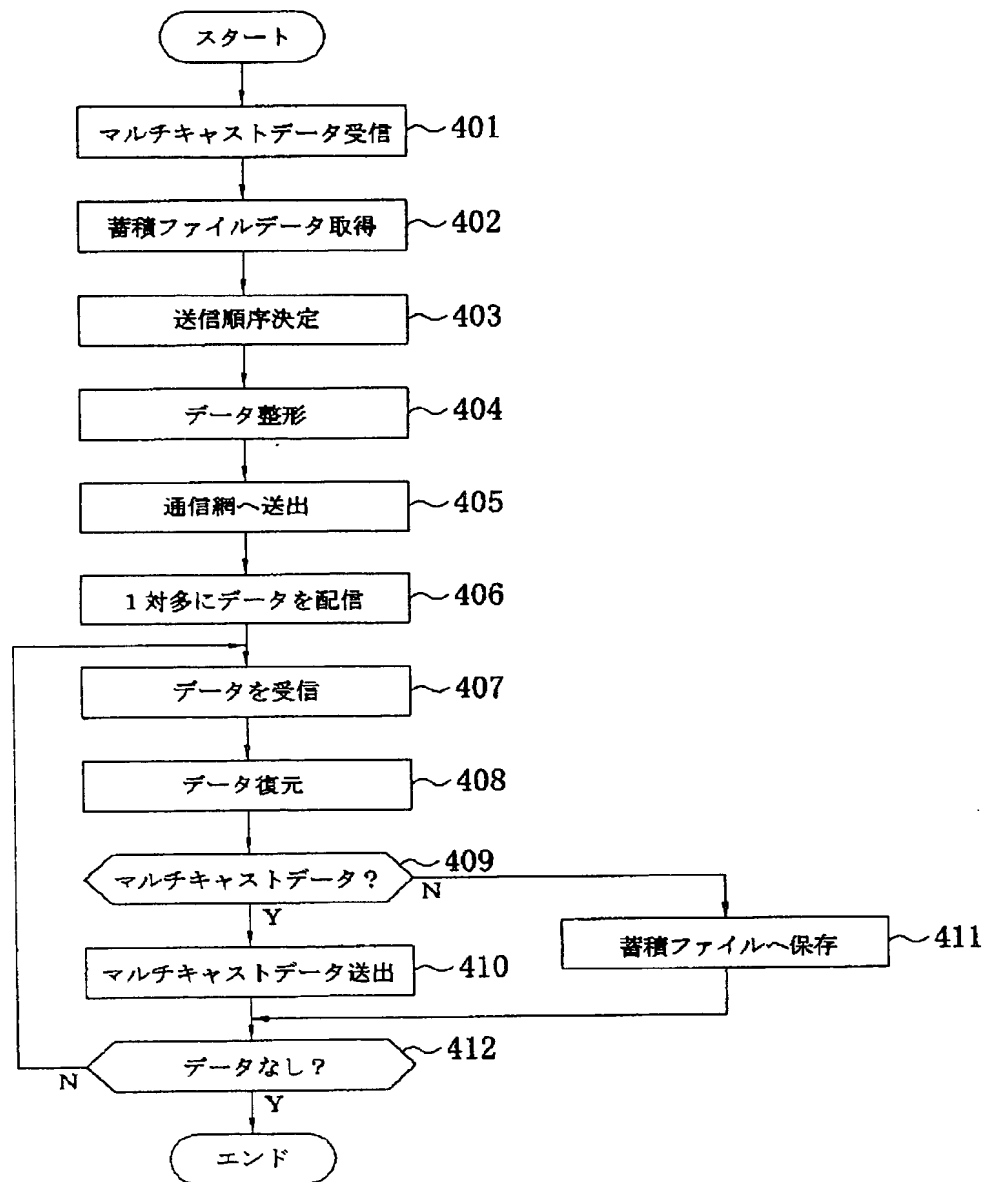 スタート
マルチキャストデータ受信 401
蓄積ファイルデータ取得 402
送信順序決定 403
データ整形 404
通信網へ送出 405
1対多にデータを配信 406
データを受信 407
データ復元 408
マルチキャストデータ? 409
N
Y
蓄積ファイルへ保存 411
マルチキャストデータ送出 410
データなし? 412
N
Y
エンド